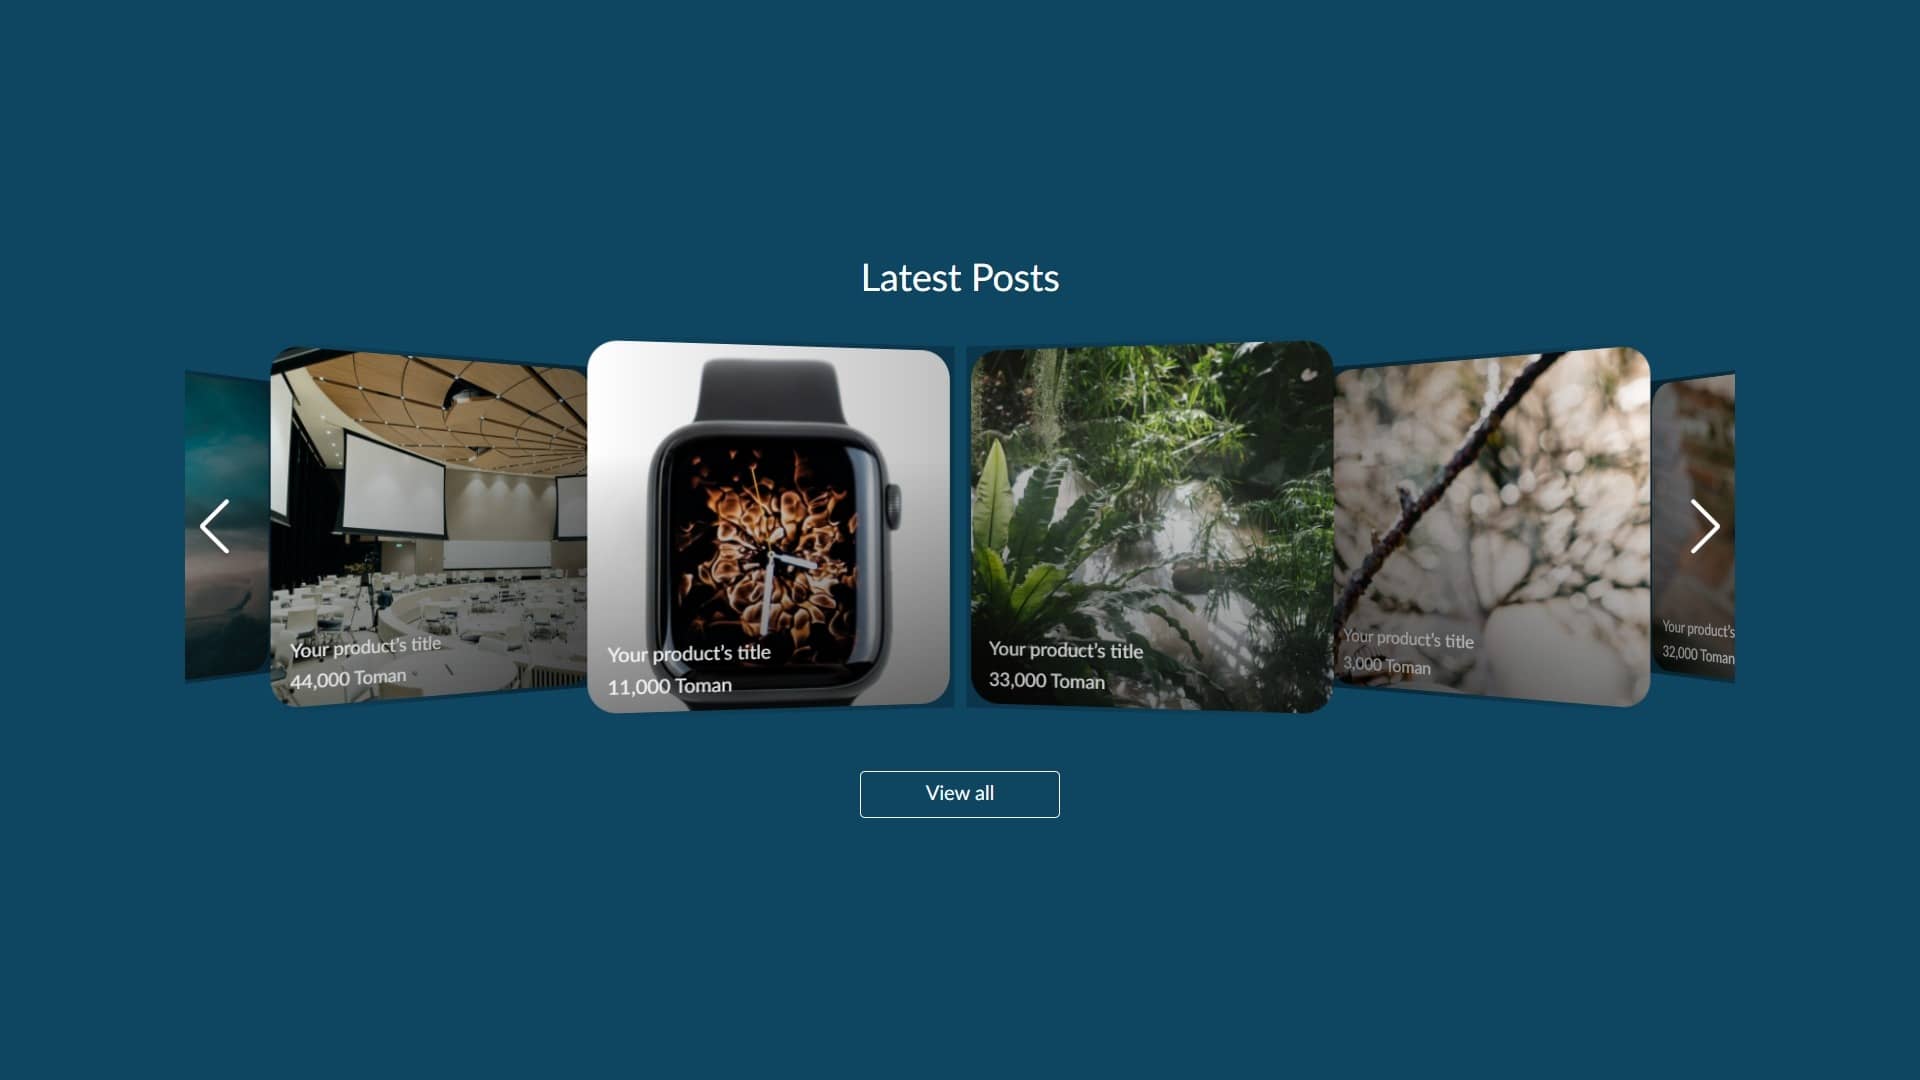 Latest Posts
Your product's title
44,000 Toman
Your product's title
11,000 Toman
Your product's title
33,000 Toman
Your product's title
3,000 Toman
Your product's
32,000 Toman
View all